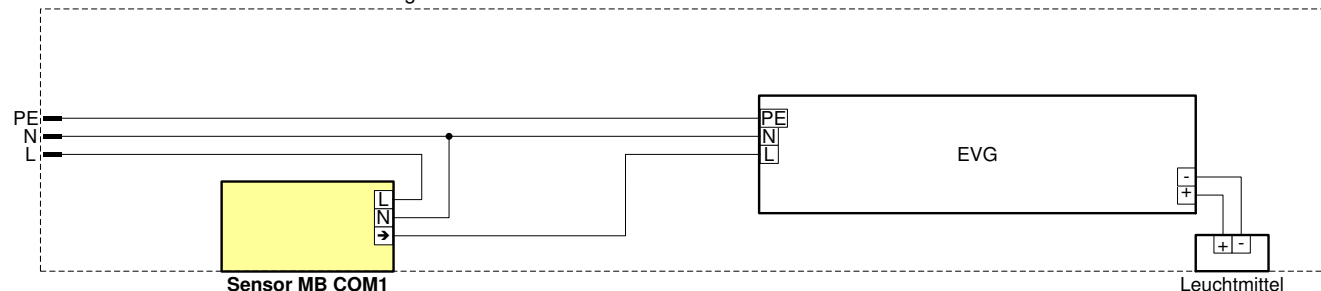 PE
N
L
PE
N
L
EVG
-
+
L
N
➔
+ -
Sensor MB COM1
Leuchtmittel